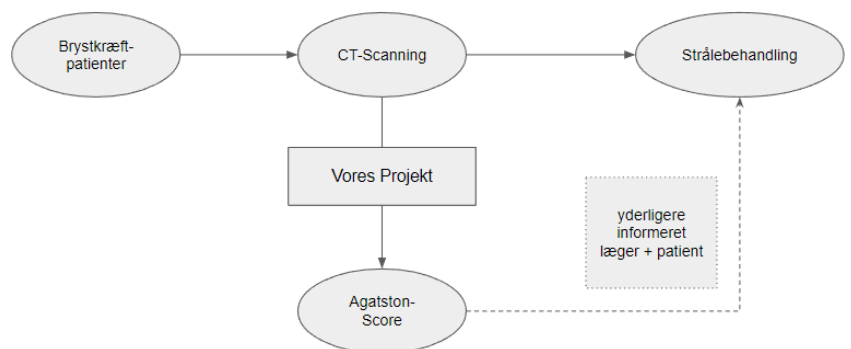 Brystkræft-
patienter
CT-Scanning
Strålebehandling
Vores Projekt
yderligere
informeret
læger + patient
Agatston-
Score